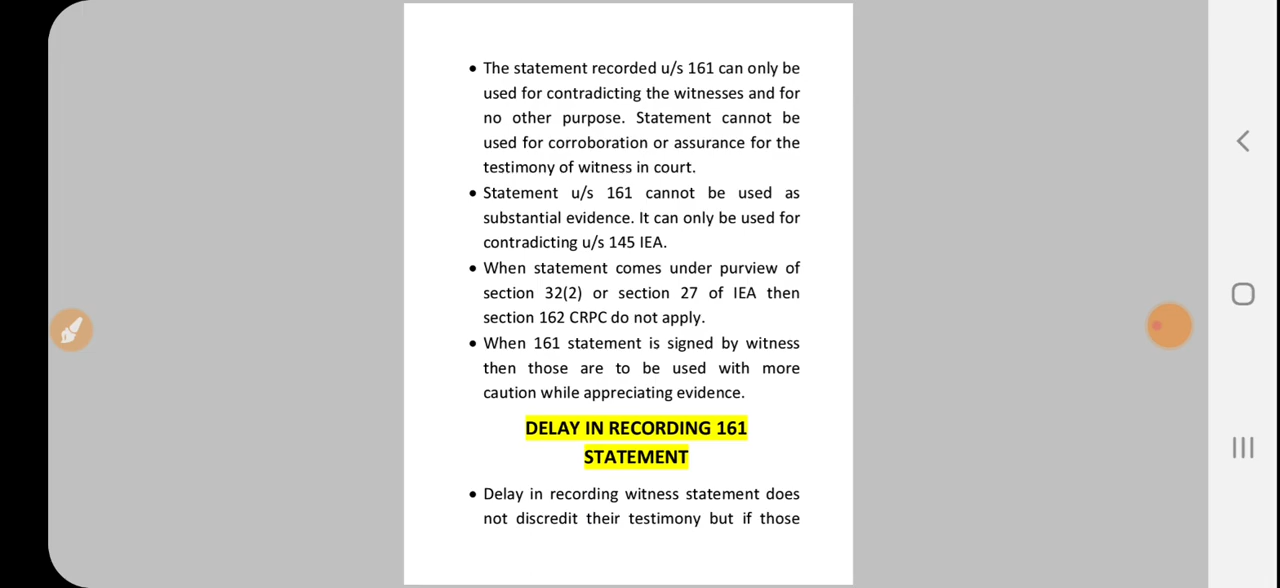 • The statement recorded u/s 161 can only be
used for contradicting the witnesses and for
no other purpose. Statement cannot be
used for corroboration or assurance for the
testimony of witness in court.
• Statement u/s 161 cannot be used as
substantial evidence. It can only be used for
contradicting u/s 145 IEA.
• When statement comes under purview of
section 32(2) or section 27 of IEA then
section 162 CRPC do not apply.
• When 161 statement is signed by witness
then those are to be used with more
caution while appreciating evidence.
DELAY IN RECORDING 161
STATEMENT
• Delay in recording witness statement does
not discredit their testimony but if those